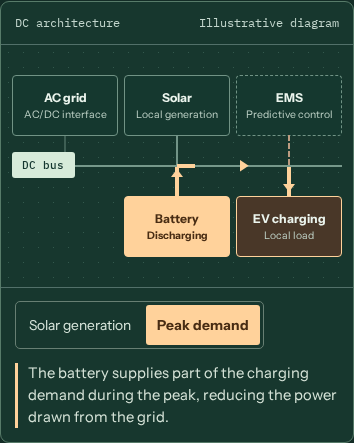 DC architecture
Illustrative diagram
AC grid
AC/DC interface
Solar
Local generation
EMS
Predictive control
DC bus
Battery
Discharging
EV charging
Local load
Solar generation
Peak demand
The battery supplies part of the charging
demand during the peak, reducing the power
drawn from the grid.